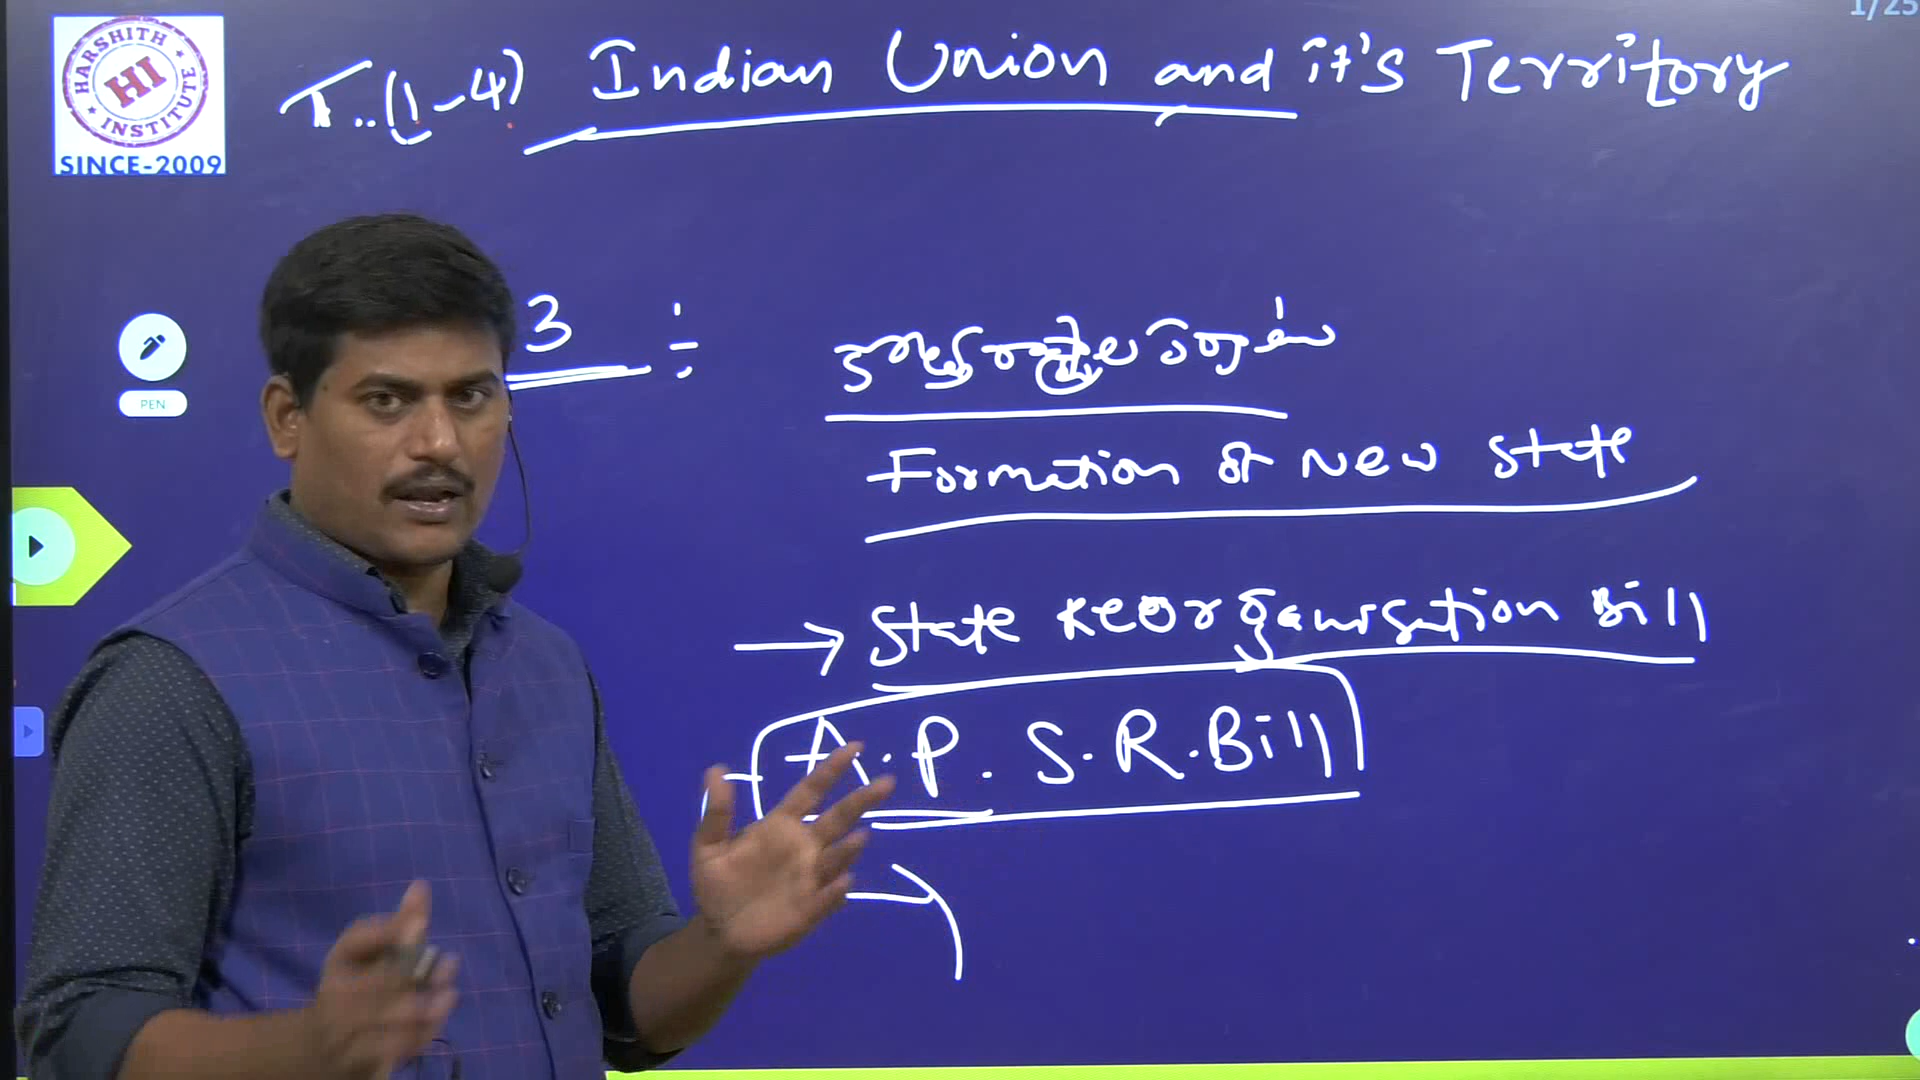 1/25
HARSHITH
HI
INSTITUTE
SINCE-2009
T..(1-4) Indian Union and it's Territory
3 ÷
PEN
Formation of New State
→ State Reorganisation Bill
A.P. S.R. Bill